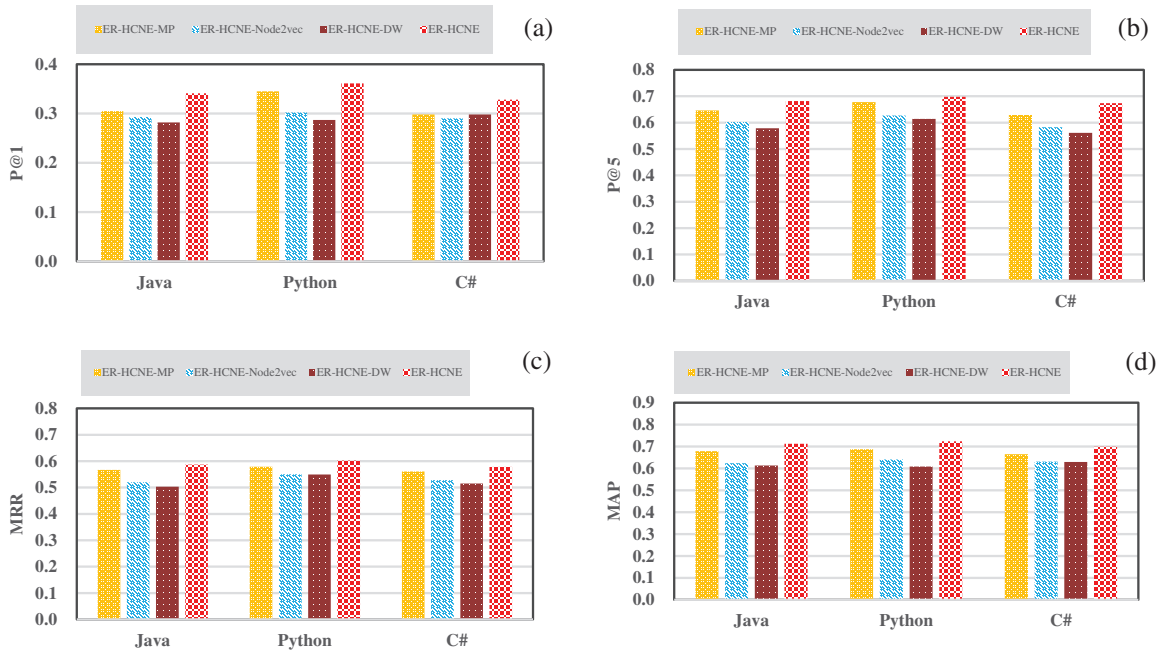 (a)
ER-HCNE-MP ER-HCNE-Node2vec ER-HCNE-DW ER-HCNE
0.4
0.3
0.2
0.1
0.0
P@1
Java Python C#
(b)
ER-HCNE-MP ER-HCNE-Node2vec ER-HCNE-DW ER-HCNE
0.8
0.7
0.6
0.5
0.4
0.3
0.2
0.1
0.0
P@5
Java Python C#
(c)
ER-HCNE-MP ER-HCNE-Node2vec ER-HCNE-DW ER-HCNE
0.8
0.7
0.6
0.5
0.4
0.3
0.2
0.1
0.0
MRR
Java Python C#
(d)
ER-HCNE-MP ER-HCNE-Node2vec ER-HCNE-DW ER-HCNE
0.9
0.8
0.7
0.6
0.5
0.4
0.3
0.2
0.1
0.0
MAP
Java Python C#